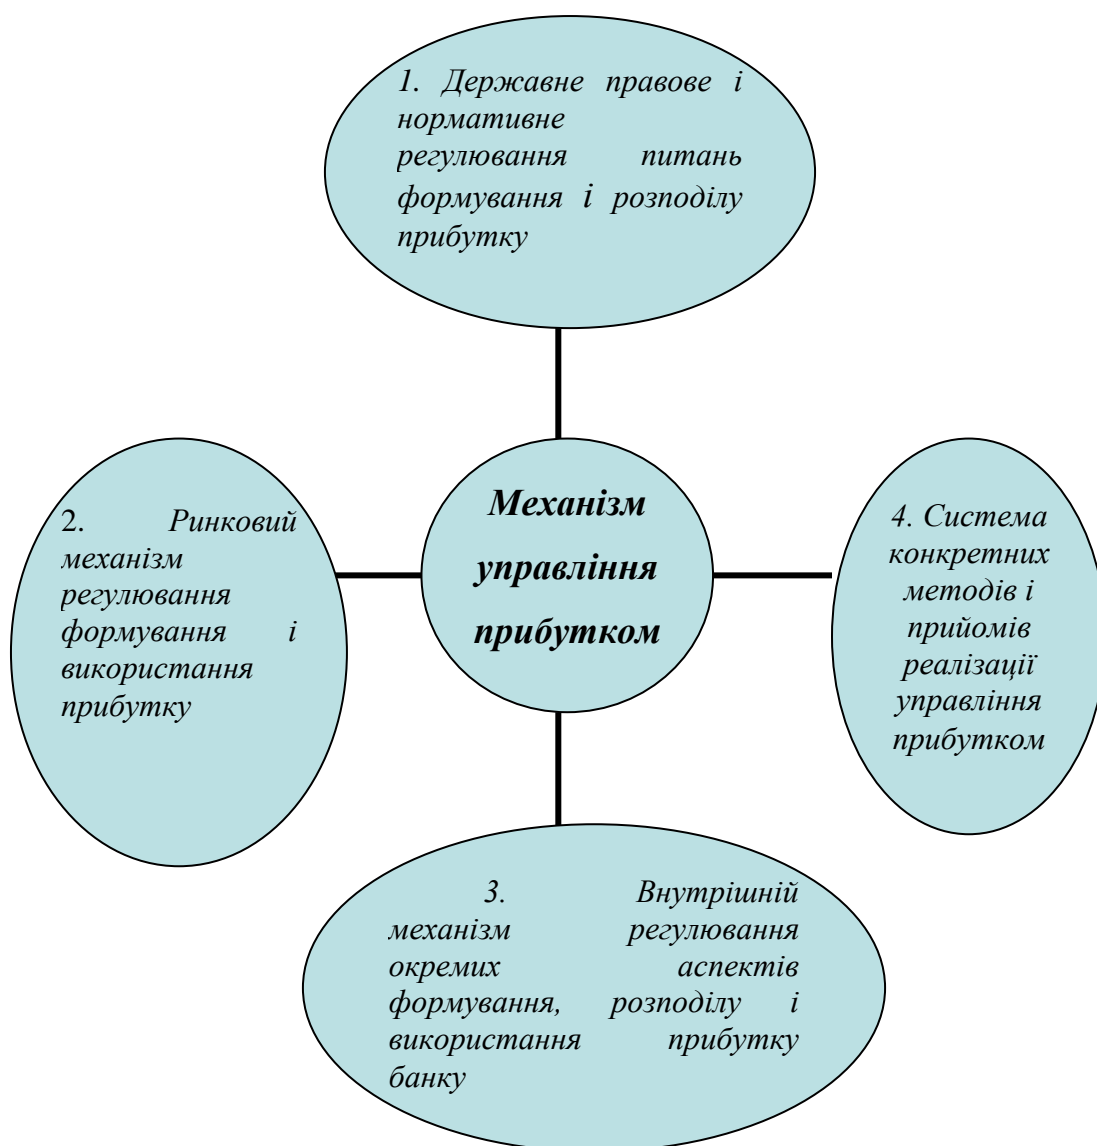 1. Державне правове і
нормативне
регулювання питань
формування і розподілу
прибутку
Механізм
управління
прибутком
2. Ринковий
механізм
регулювання
формування і
використання
прибутку
4. Система
конкретних
методів і
прийомів
реалізації
управління
прибутком
3. Внутрішній
механізм регулювання
окремих аспектів
формування, розподілу і
використання прибутку
банку